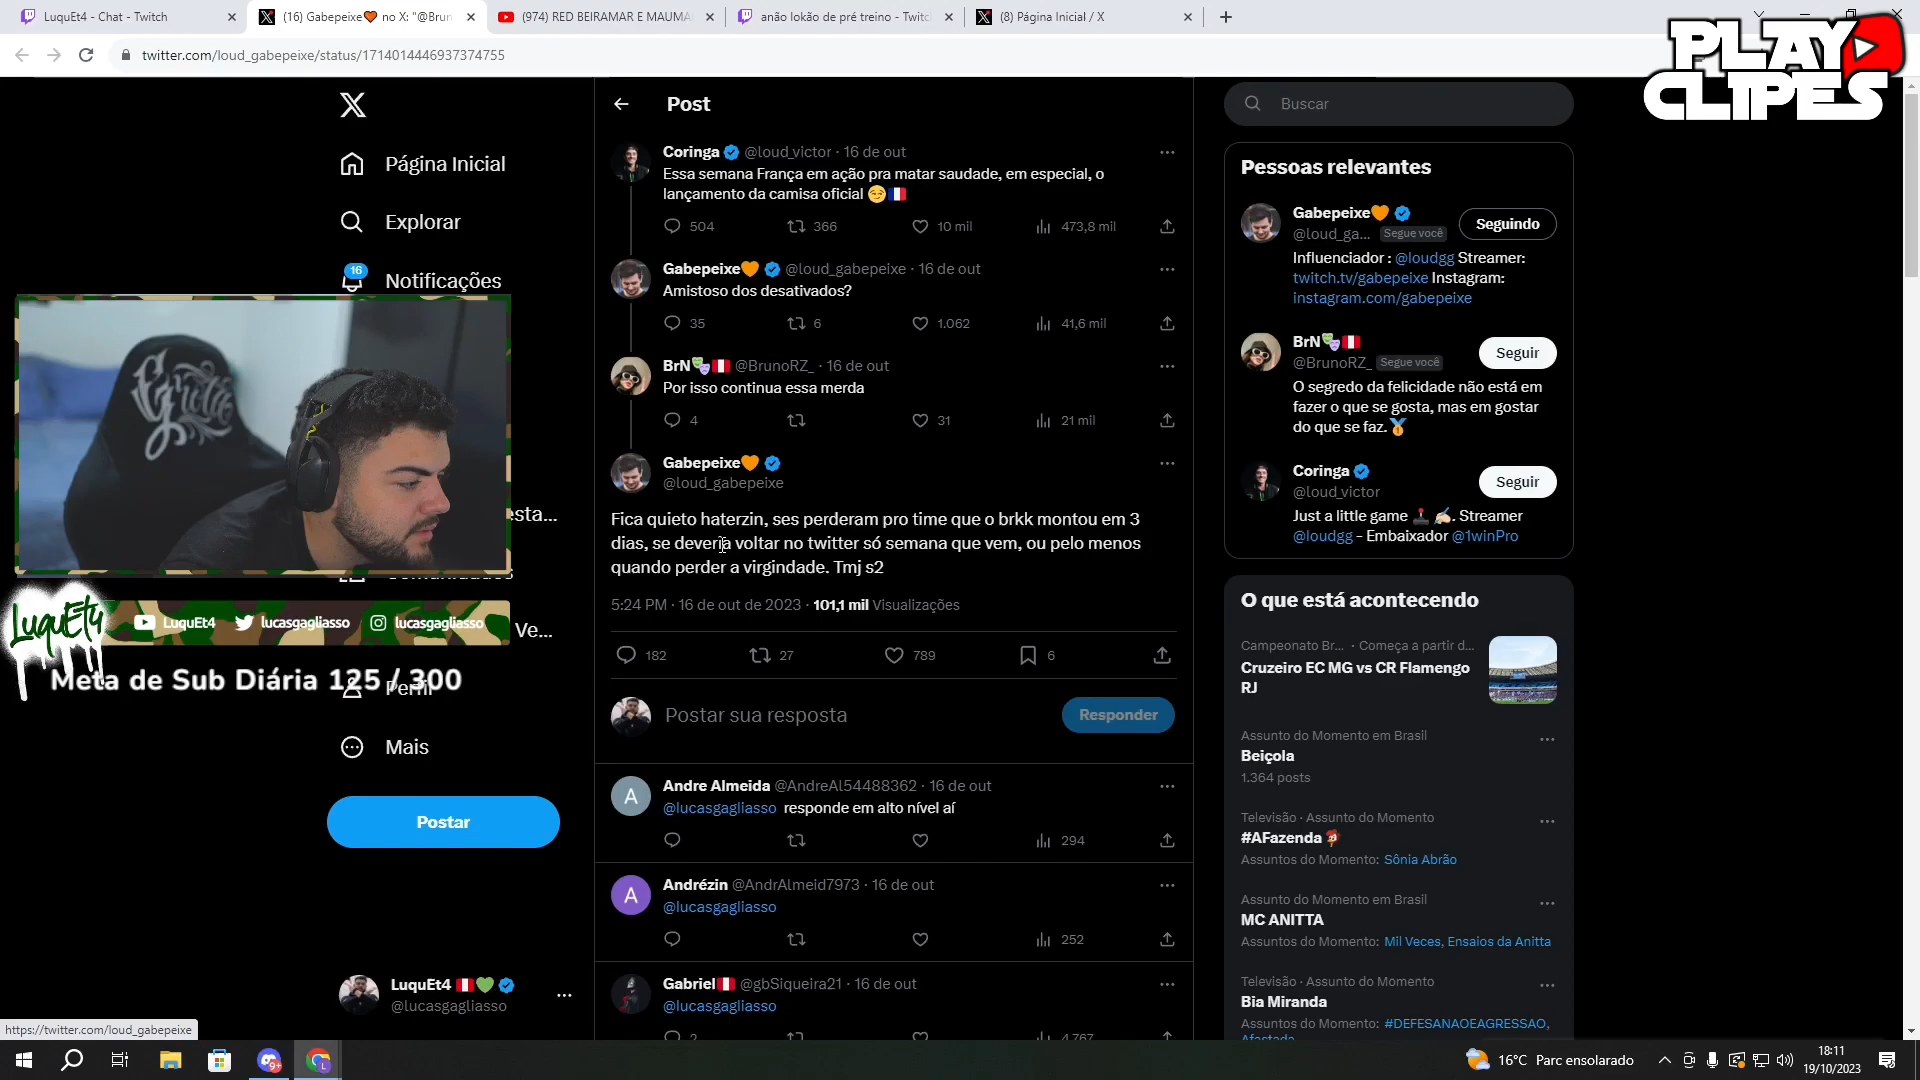 LuquEt4 - Chat - Twitch
(16) Gabepeixe🧡 no X: "@Brun
(974) RED BEIRAMAR E MAUMA
anão lokão de pré treino - Twitc
(8) Página Inicial / X
twitter.com/loud_gabepeixe/status/1714014446937374755
PLAY
CLIPES
Post
Buscar
Página Inicial
Explorar
16
Notificações
esta...
Ve...
Perfil
Mais
Postar
LuquEt4 🇵🇪💚
@lucasgagliasso
LuquEt4
LuquEt4
lucasgagliasso
lucasgagliasso
Meta de Sub Diária 125 / 300
Coringa @loud_victor · 16 de out
Essa semana França em ação pra matar saudade, em especial, o
lançamento da camisa oficial 😏🇫🇷
504 366 10 mil 473,8 mil
Gabepeixe🧡 @loud_gabepeixe · 16 de out
Amistoso dos desativados?
35 6 1.062 41,6 mil
BrN🎭🇵🇪 @BrunoRZ_ · 16 de out
Por isso continua essa merda
4 31 21 mil
Gabepeixe🧡
@loud_gabepeixe
Fica quieto haterzin, ses perderam pro time que o brkk montou em 3
dias, se deveria voltar no twitter só semana que vem, ou pelo menos
quando perder a virgindade. Tmj s2
5:24 PM · 16 de out de 2023 · 101,1 mil Visualizações
182 27 789 6
Postar sua resposta
Responder
Andre Almeida @AndreAl54488362 · 16 de out
@lucasgagliasso responde em alto nível aí
294
Andrézin @AndrAlmeid7973 · 16 de out
@lucasgagliasso
252
Gabriel🇵🇪 @gbSiqueira21 · 16 de out
@lucasgagliasso
2 4.767
Pessoas relevantes
Gabepeixe🧡
@loud_ga... Segue você
Seguindo
Influenciador : @loudgg Streamer:
twitch.tv/gabepeixe Instagram:
instagram.com/gabepeixe
BrN🎭🇵🇪
@BrunoRZ_ Segue você
Seguir
O segredo da felicidade não está em
fazer o que se gosta, mas em gostar
do que se faz.🏅
Coringa
@loud_victor
Seguir
Just a little game 🕹️ ✍🏻. Streamer
@loudgg - Embaixador @1winPro
O que está acontecendo
Campeonato Br... · Começa a partir d...
Cruzeiro EC MG vs CR Flamengo
RJ
Assunto do Momento em Brasil
Beiçola
1.364 posts
Televisão · Assunto do Momento
#AFazenda
Assuntos do Momento: Sônia Abrão
Assunto do Momento em Brasil
MC ANITTA
Assuntos do Momento: Mil Veces, Ensaios da Anitta
Televisão · Assunto do Momento
Bia Miranda
Assuntos do Momento: #DEFESANAOEAGRESSAO,
Afastada
https://twitter.com/loud_gabepeixe
9+
16°C Parc ensolarado
18:11
19/10/2023